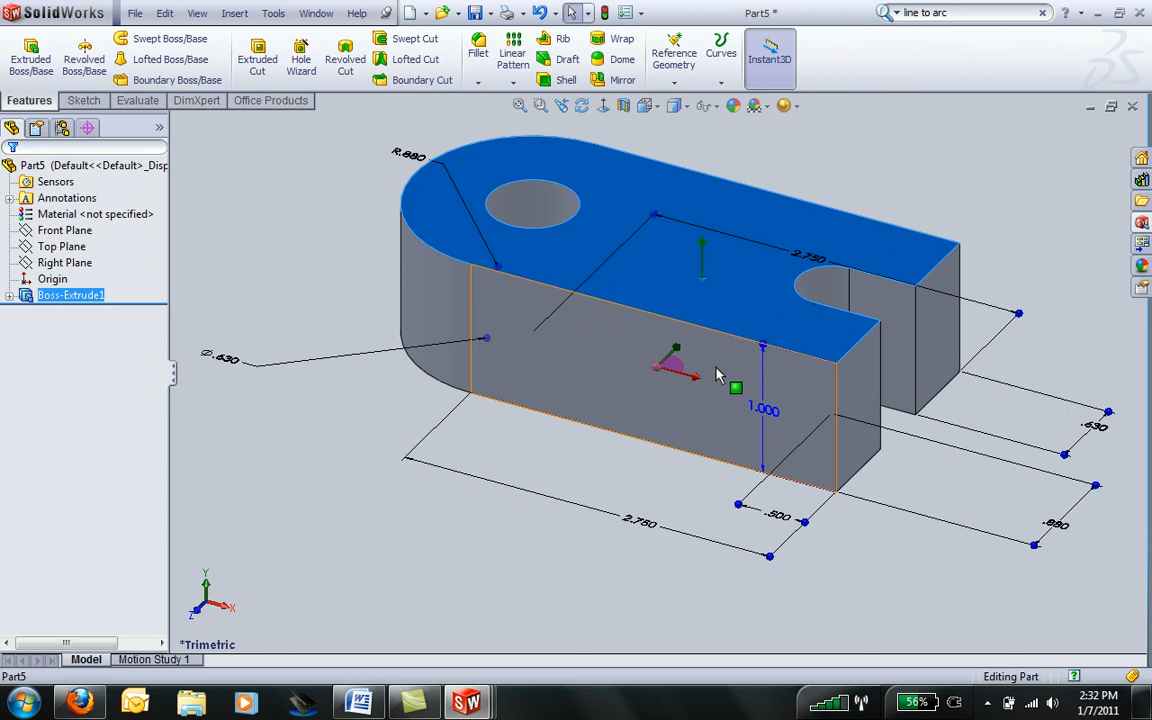 SolidWorks File Edit View Insert Tools Window Help Part5 * line to arc
Extruded Boss/Base
Revolved Boss/Base
Swept Boss/Base
Lofted Boss/Base
Boundary Boss/Base
Extruded Cut
Hole Wizard
Revolved Cut
Swept Cut
Lofted Cut
Boundary Cut
Fillet
Linear Pattern
Rib
Draft
Shell
Wrap
Dome
Mirror
Reference Geometry
Curves
Instant3D
Features Sketch Evaluate DimXpert Office Products
Part5 (Default<<Default>_Disp
Sensors
Annotations
Material <not specified>
Front Plane
Top Plane
Right Plane
Origin
Boss-Extrude1
R.880
2.750
Ø.630
1.000
.630
.500
2.750
.880
Y
X
Z
*Trimetric
Model Motion Study 1
Part5 Editing Part
56% 2:32 PM
1/7/2011